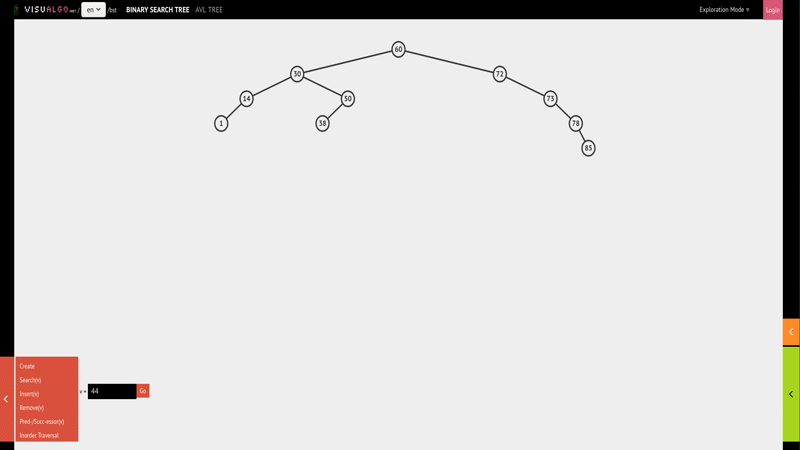 VISUALGO.net / en /bst BINARY SEARCH TREE AVL TREE Exploration Mode ▿ Login
60
30 72
14 50 73
1 38 78
85
Create
Search(v)
Insert(v)
v = 44 Go
Remove(v)
Pred-/Succ-essor(v)
Inorder Traversal